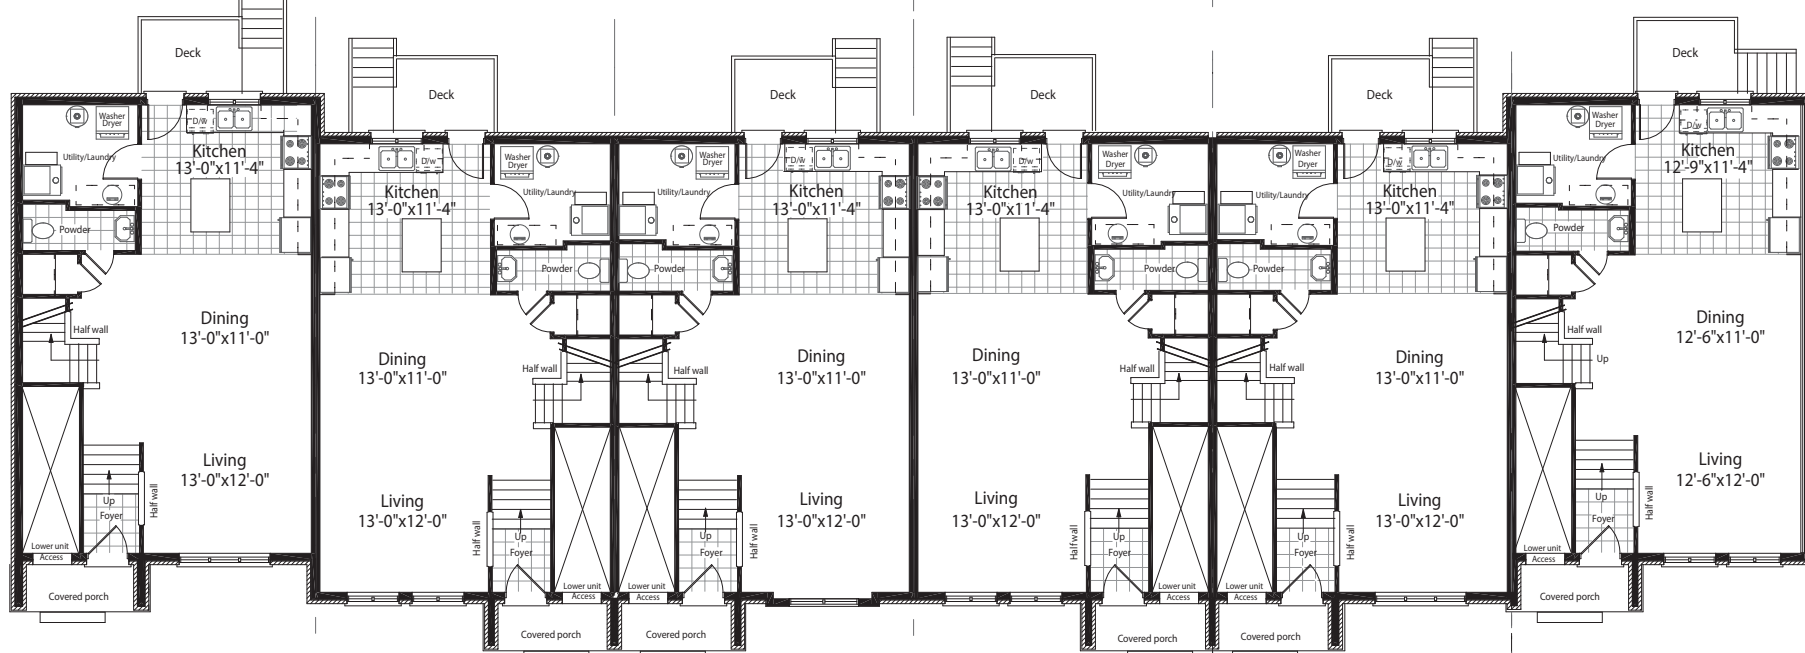 Deck
Washer
Dryer
D/w
Utility/Laundry
Kitchen
13'-0"x11'-4"
Powder
Dining
13'-0"x11'-0"
Half wall
Living
13'-0"x12'-0"
Up
Foyer
Half wall
Lower unit
Access
Covered porch
Deck
D/w
Washer
Dryer
Kitchen
13'-0"x11'-4"
Utility/Laundry
Powder
Dining
13'-0"x11'-0"
Half wall
Living
13'-0"x12'-0"
Half wall
Up
Foyer
Lower unit
Access
Covered porch
Deck
Washer
Dryer
D/w
Utility/Laundry
Kitchen
13'-0"x11'-4"
Powder
Half wall
Dining
13'-0"x11'-0"
Living
13'-0"x12'-0"
Up
Foyer
Half wall
Lower unit
Access
Covered porch
Deck
D/w
Washer
Dryer
Kitchen
13'-0"x11'-4"
Utility/Laundry
Powder
Dining
13'-0"x11'-0"
Half wall
Living
13'-0"x12'-0"
Half wall
Up
Foyer
Lower unit
Access
Covered porch
Deck
Washer
Dryer
D/w
Utility/Laundry
Kitchen
13'-0"x11'-4"
Powder
Half wall
Dining
13'-0"x11'-0"
Living
13'-0"x12'-0"
Up
Foyer
Half wall
Lower unit
Access
Covered porch
Deck
Washer
Dryer
D/w
Utility/Laundry
Kitchen
12'-9"x11'-4"
Powder
Dining
12'-6"x11'-0"
Half wall
Up
Living
12'-6"x12'-0"
Up
Foyer
Half wall
Lower unit
Access
Covered porch